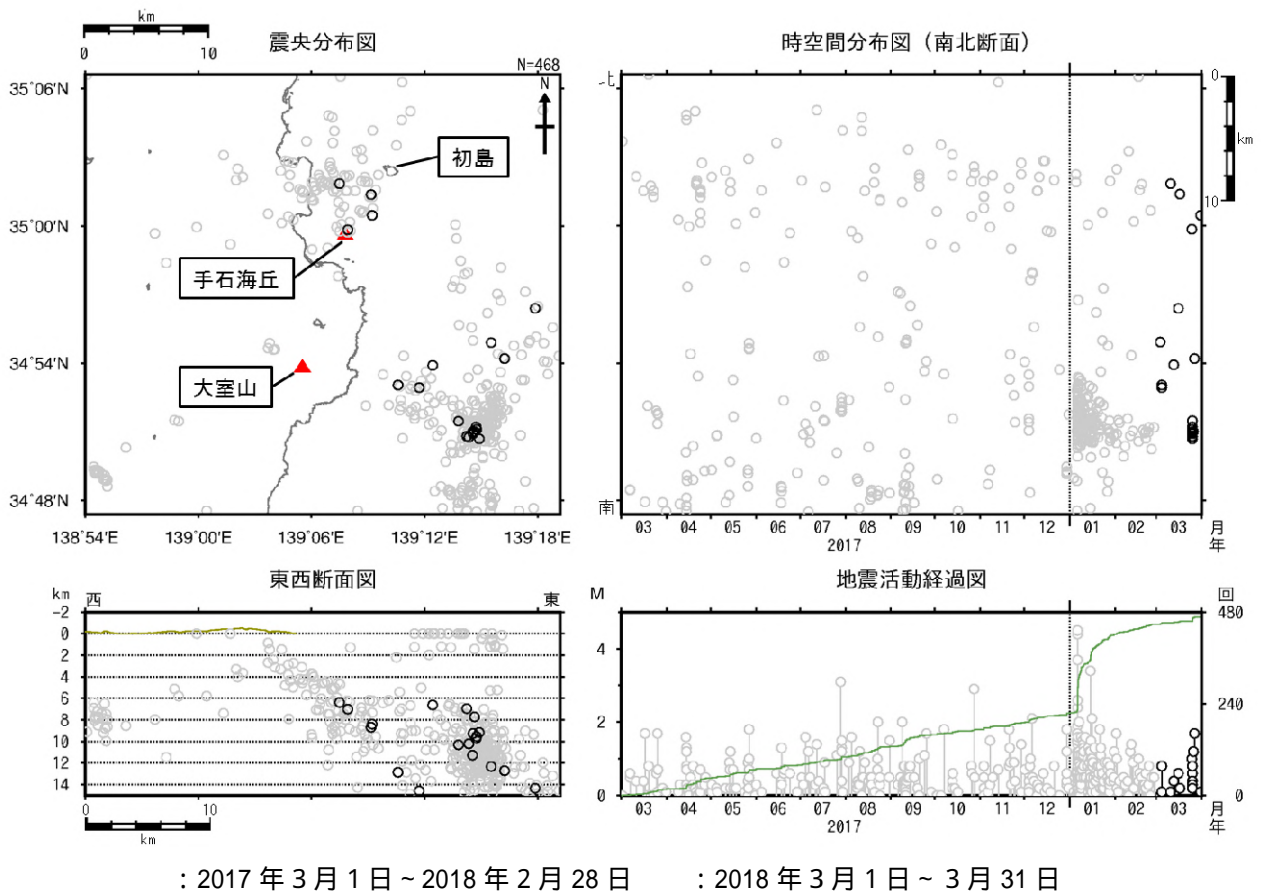 km
0 10
震央分布図
N=468
N
35°06'N
35°00'N
34°54'N
34°48'N
138°54'E 139°00'E 139°06'E 139°12'E 139°18'E
初島
手石海丘
大室山
時空間分布図（南北断面）
北
南
0
km
10
03 04 05 06 07 08 09 10 11 12 01 02 03 月
2017 年
東西断面図
km 西 東
-2
0
2
4
6
8
10
12
14
0 10
km
地震活動経過図
M 回
4
2
0
480
240
0
03 04 05 06 07 08 09 10 11 12 01 02 03 月
2017 年
：2017 年 3 月 1 日 ~ 2018 年 2 月 28 日 ：2018 年 3 月 1 日 ~ 3 月 31 日